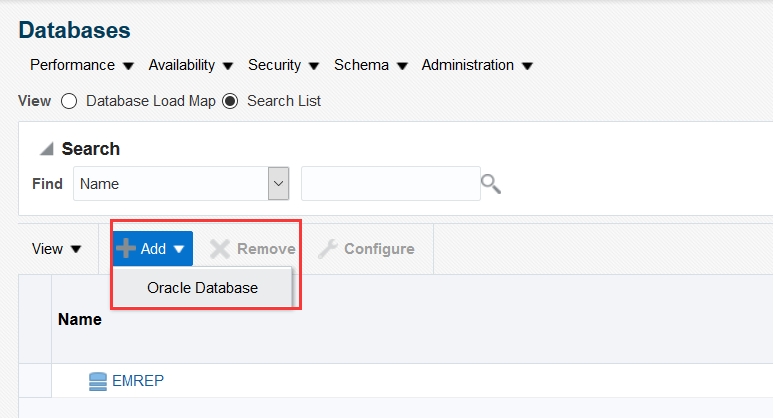 Databases
Performance Availability Security Schema Administration
View Database Load Map Search List
Search
Find Name
View Add Remove Configure
Oracle Database
Name
EMREP